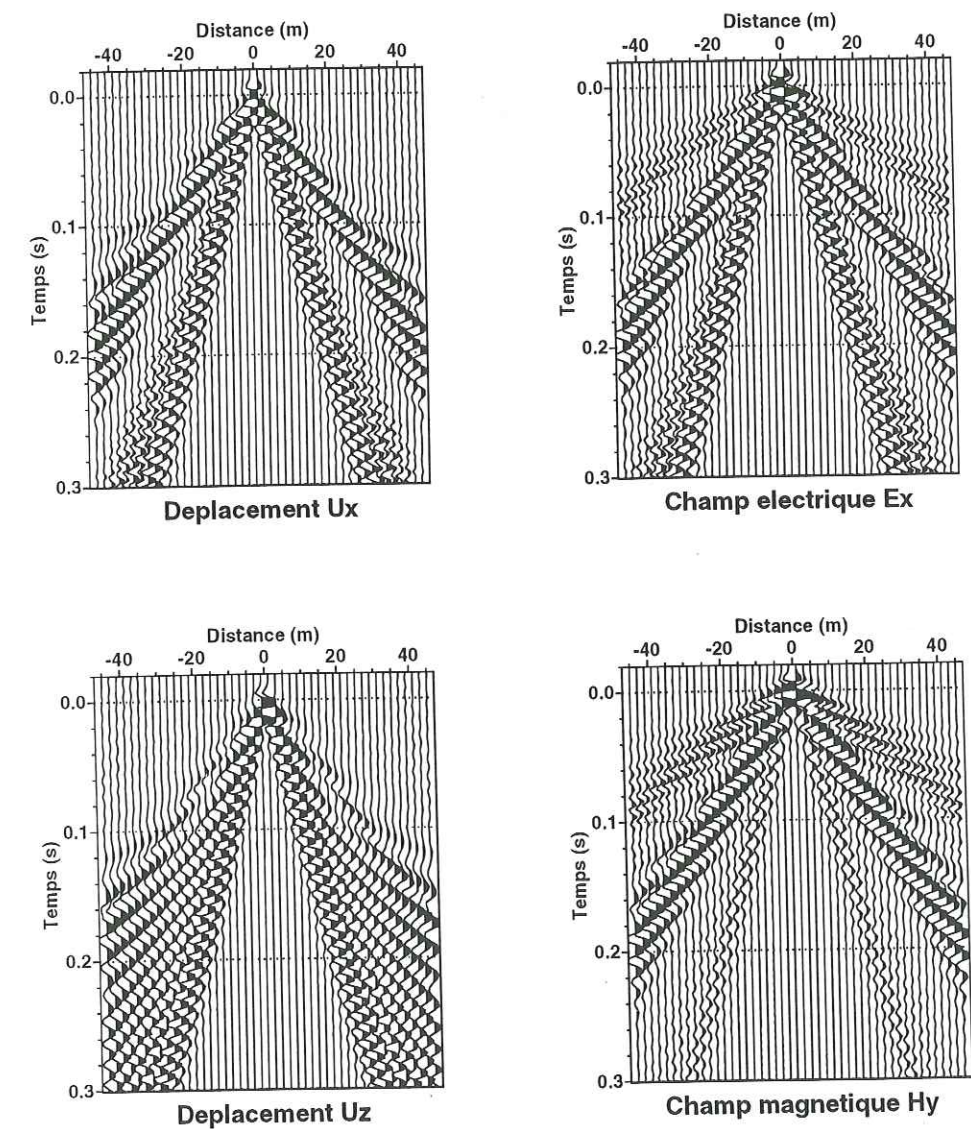 Distance (m)
-40 -20 0 20 40
0.0
0.1
0.2
0.3
Temps (s)
Deplacement Ux
Distance (m)
-40 -20 0 20 40
0.0
0.1
0.2
0.3
Temps (s)
Champ electrique Ex
Distance (m)
-40 -20 0 20 40
0.0
0.1
0.2
0.3
Temps (s)
Deplacement Uz
Distance (m)
-40 -20 0 20 40
0.0
0.1
0.2
0.3
Temps (s)
Champ magnetique Hy